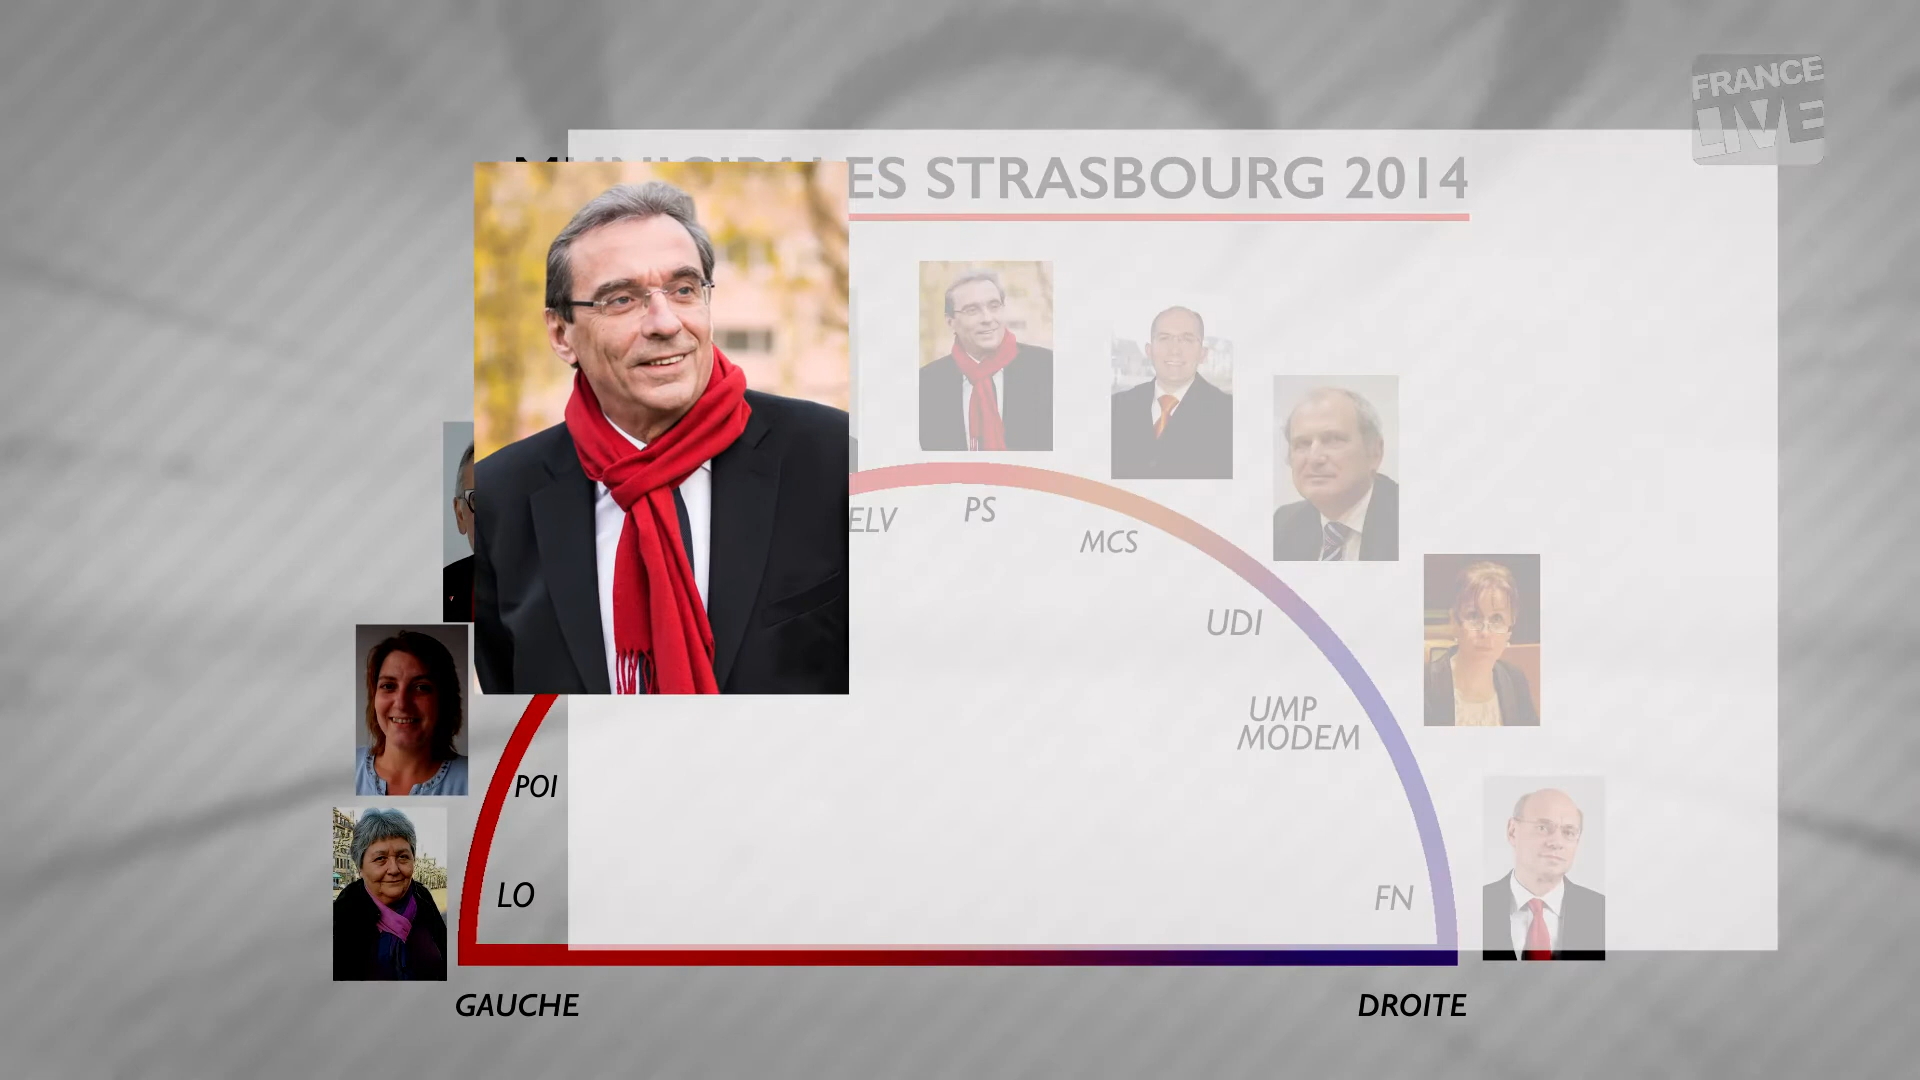 FRANCE
LIVE
ES STRASBOURG 2014
ELV
PS
MCS
UDI
UMP
MODEM
POI
LO
FN
GAUCHE
DROITE